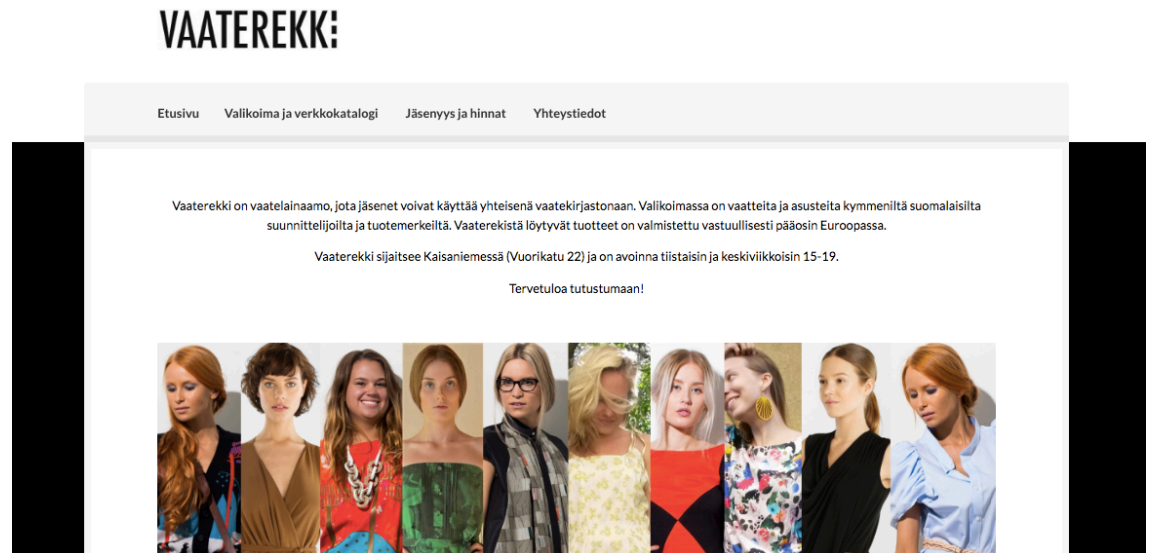 VAATEREKKI
Etusivu Valikoima ja verkkokatalogi Jäsenyys ja hinnat Yhteystiedot
Vaaterekki on vaatelainaamo, jota jäsenet voivat käyttää yhteisenä vaatekirjastonaan. Valikoimassa on vaatteita ja asusteita kymmeniltä suomalaisilta
suunnittelijoilta ja tuotemerkeiltä. Vaaterekistä löytyvät tuotteet on valmistettu vastuullisesti pääosin Euroopassa.
Vaaterekki sijaitsee Kaisaniemessä (Vuorikatu 22) ja on avoinna tiistaisin ja keskiviikkoisin 15-19.
Tervetuloa tutustumaan!